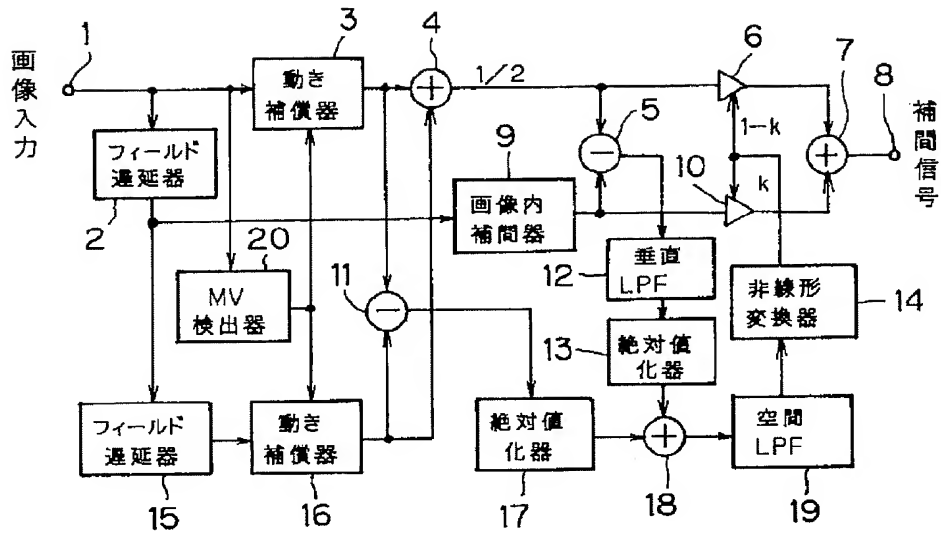 1
画像入力
3
動き
補償器
4
1/2
6
7
8
補間信号
5
1-k
k
フィールド
遅延器
2
9
画像内
補間器
10
20
MV
検出器
11
12
垂直
LPF
非線形
変換器
14
13
絶対値
化器
フィールド
遅延器
15
動き
補償器
16
絶対値
化器
17
18
空間
LPF
19